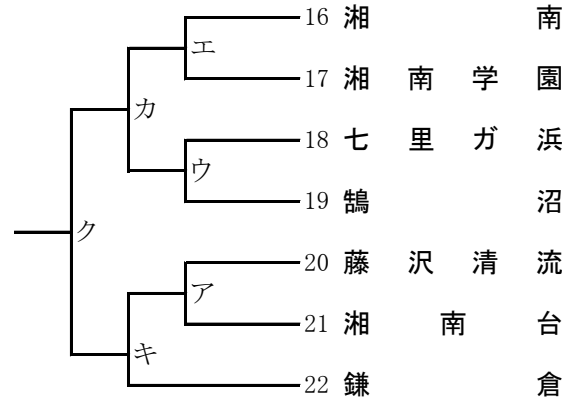 16 湘南
エ
17 湘南学園
カ
18 七里ガ浜
ウ
19 鵠沼
ク
20 藤沢清流
ア
21 湘南台
キ
22 鎌倉